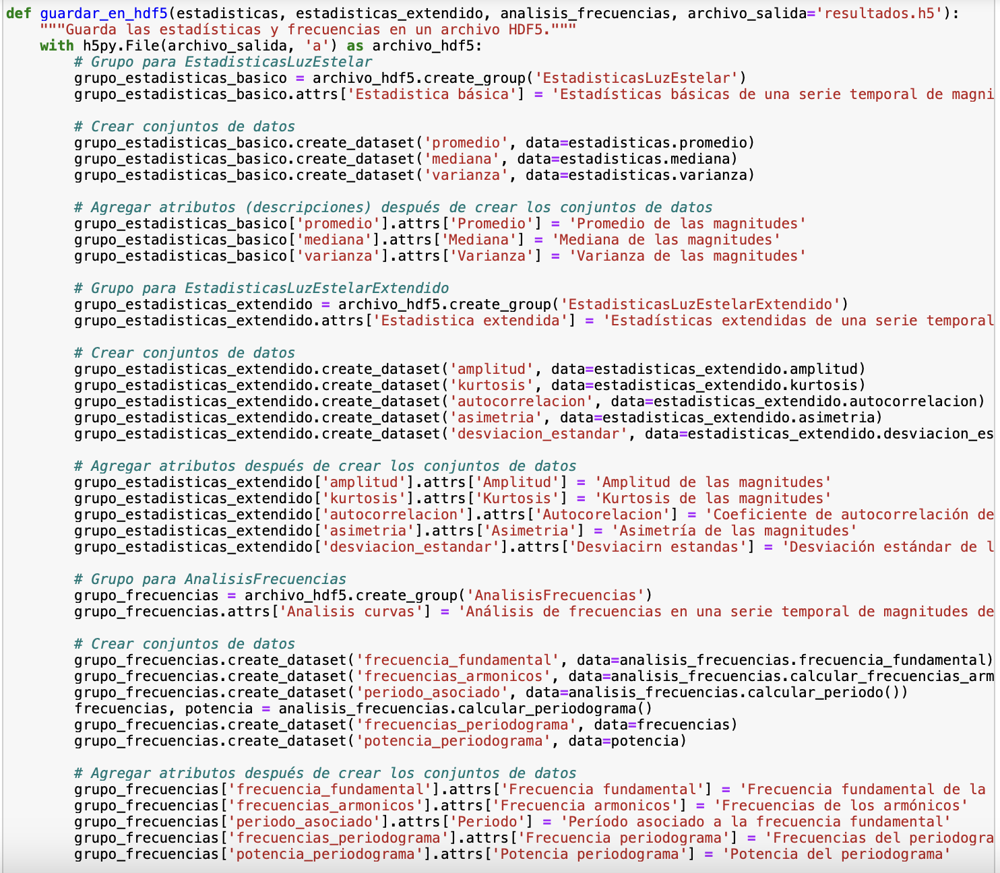 def guardar_en_hdf5(estadisticas, estadisticas_extendido, analisis_frecuencias, archivo_salida='resultados.h5'):
    """Guarda las estadísticas y frecuencias en un archivo HDF5."""
    with h5py.File(archivo_salida, 'a') as archivo_hdf5:
        # Grupo para EstadisticasLuzEstelar
        grupo_estadisticas_basico = archivo_hdf5.create_group('EstadisticasLuzEstelar')
        grupo_estadisticas_basico.attrs['Estadistica básica'] = 'Estadísticas básicas de una serie temporal de magni

        # Crear conjuntos de datos
        grupo_estadisticas_basico.create_dataset('promedio', data=estadisticas.promedio)
        grupo_estadisticas_basico.create_dataset('mediana', data=estadisticas.mediana)
        grupo_estadisticas_basico.create_dataset('varianza', data=estadisticas.varianza)

        # Agregar atributos (descripciones) después de crear los conjuntos de datos
        grupo_estadisticas_basico['promedio'].attrs['Promedio'] = 'Promedio de las magnitudes'
        grupo_estadisticas_basico['mediana'].attrs['Mediana'] = 'Mediana de las magnitudes'
        grupo_estadisticas_basico['varianza'].attrs['Varianza'] = 'Varianza de las magnitudes'

        # Grupo para EstadisticasLuzEstelarExtendido
        grupo_estadisticas_extendido = archivo_hdf5.create_group('EstadisticasLuzEstelarExtendido')
        grupo_estadisticas_extendido.attrs['Estadistica extendida'] = 'Estadísticas extendidas de una serie temporal

        # Crear conjuntos de datos
        grupo_estadisticas_extendido.create_dataset('amplitud', data=estadisticas_extendido.amplitud)
        grupo_estadisticas_extendido.create_dataset('kurtosis', data=estadisticas_extendido.kurtosis)
        grupo_estadisticas_extendido.create_dataset('autocorrelacion', data=estadisticas_extendido.autocorrelacion)
        grupo_estadisticas_extendido.create_dataset('asimetria', data=estadisticas_extendido.asimetria)
        grupo_estadisticas_extendido.create_dataset('desviacion_estandar', data=estadisticas_extendido.desviacion_es

        # Agregar atributos después de crear los conjuntos de datos
        grupo_estadisticas_extendido['amplitud'].attrs['Amplitud'] = 'Amplitud de las magnitudes'
        grupo_estadisticas_extendido['kurtosis'].attrs['Kurtosis'] = 'Kurtosis de las magnitudes'
        grupo_estadisticas_extendido['autocorrelacion'].attrs['Autocorelacion'] = 'Coeficiente de autocorrelación de
        grupo_estadisticas_extendido['asimetria'].attrs['Asimetria'] = 'Asimetría de las magnitudes'
        grupo_estadisticas_extendido['desviacion_estandar'].attrs['Desviacirn estandas'] = 'Desviación estándar de l

        # Grupo para AnalisisFrecuencias
        grupo_frecuencias = archivo_hdf5.create_group('AnalisisFrecuencias')
        grupo_frecuencias.attrs['Analisis curvas'] = 'Análisis de frecuencias en una serie temporal de magnitudes de

        # Crear conjuntos de datos
        grupo_frecuencias.create_dataset('frecuencia_fundamental', data=analisis_frecuencias.frecuencia_fundamental)
        grupo_frecuencias.create_dataset('frecuencias_armonicos', data=analisis_frecuencias.calcular_frecuencias_arm
        grupo_frecuencias.create_dataset('periodo_asociado', data=analisis_frecuencias.calcular_periodo())
        frecuencias, potencia = analisis_frecuencias.calcular_periodograma()
        grupo_frecuencias.create_dataset('frecuencias_periodograma', data=frecuencias)
        grupo_frecuencias.create_dataset('potencia_periodograma', data=potencia)

        # Agregar atributos después de crear los conjuntos de datos
        grupo_frecuencias['frecuencia_fundamental'].attrs['Frecuencia fundamental'] = 'Frecuencia fundamental de la
        grupo_frecuencias['frecuencias_armonicos'].attrs['Frecuencia armonicos'] = 'Frecuencias de los armónicos'
        grupo_frecuencias['periodo_asociado'].attrs['Periodo'] = 'Período asociado a la frecuencia fundamental'
        grupo_frecuencias['frecuencias_periodograma'].attrs['Frecuencia periodograma'] = 'Frecuencias del periodogra
        grupo_frecuencias['potencia_periodograma'].attrs['Potencia periodograma'] = 'Potencia del periodograma'